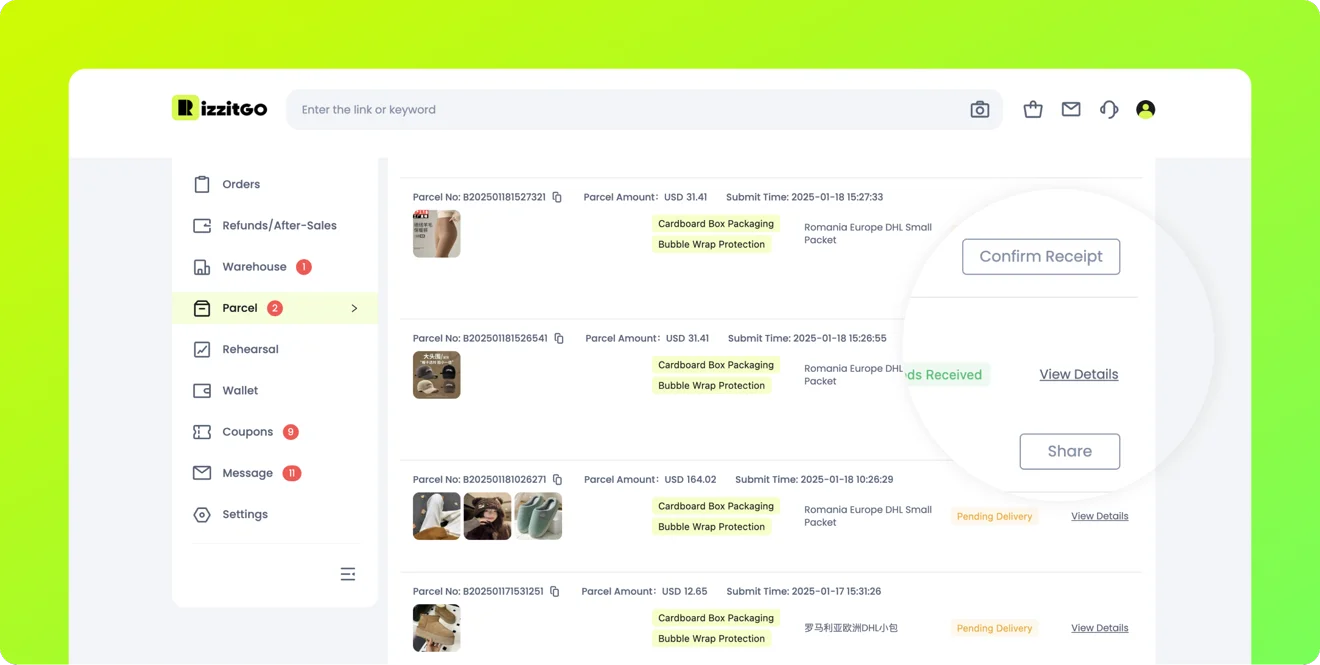 RizzitGO
Enter the link or keyword
Orders
Refunds/After-Sales
Warehouse 1
Parcel 2
Rehearsal
Wallet
Coupons 9
Message 11
Settings
Parcel No: B202501181527321 Parcel Amount: USD 31.41 Submit Time: 2025-01-18 15:27:33
Cardboard Box Packaging
Bubble Wrap Protection
Romania Europe DHL Small
Packet
Confirm Receipt
Parcel No: B202501181526541 Parcel Amount: USD 31.41 Submit Time: 2025-01-18 15:26:55
大头围
Cardboard Box Packaging
Bubble Wrap Protection
Romania Europe DHL
Packet
ds Received
View Details
Share
Parcel No: B202501181026271 Parcel Amount: USD 164.02 Submit Time: 2025-01-18 10:26:29
Cardboard Box Packaging
Bubble Wrap Protection
Romania Europe DHL Small
Packet
Pending Delivery
View Details
Parcel No: B202501171531251 Parcel Amount: USD 12.65 Submit Time: 2025-01-17 15:31:26
Cardboard Box Packaging
Bubble Wrap Protection
罗马利亚欧洲DHL小包
Pending Delivery
View Details